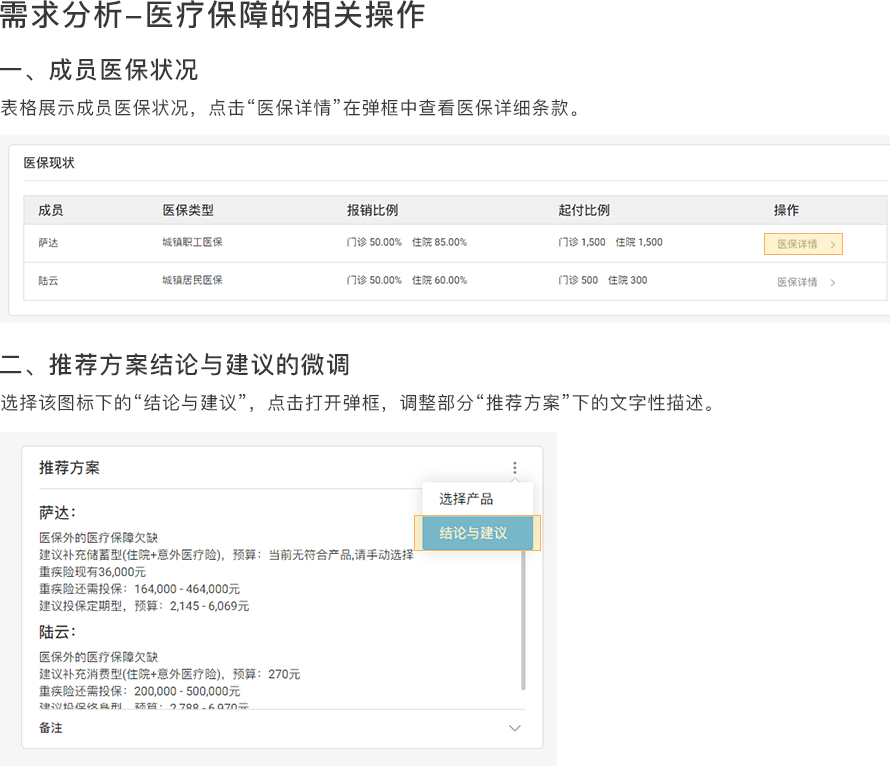 需求分析–医疗保障的相关操作
一、成员医保状况
表格展示成员医保状况，点击“医保详情”在弹框中查看医保详细条款。
医保现状
成员 医保类型 报销比例 起付比例 操作
萨达 城镇职工医保 门诊 50.00% 住院 85.00% 门诊 1,500 住院 1,500 医保详情 >
陆云 城镇居民医保 门诊 50.00% 住院 60.00% 门诊 500 住院 300 医保详情 >
二、推荐方案结论与建议的微调
选择该图标下的“结论与建议”，点击打开弹框，调整部分“推荐方案”下的文字性描述。
推荐方案
选择产品
结论与建议
萨达：
医保外的医疗保障欠缺
建议补充储蓄型(住院+意外医疗险)，预算：当前无符合产品,请手动选择
重疾险现有36,000元
重疾险还需投保：164,000 - 464,000元
建议投保定期型，预算：2,145 - 6,069元
陆云：
医保外的医疗保障欠缺
建议补充消费型(住院+意外医疗险)，预算：270元
重疾险还需投保：200,000 - 500,000元
建议投保终身型，预算：2,788 - 6,970元
备注